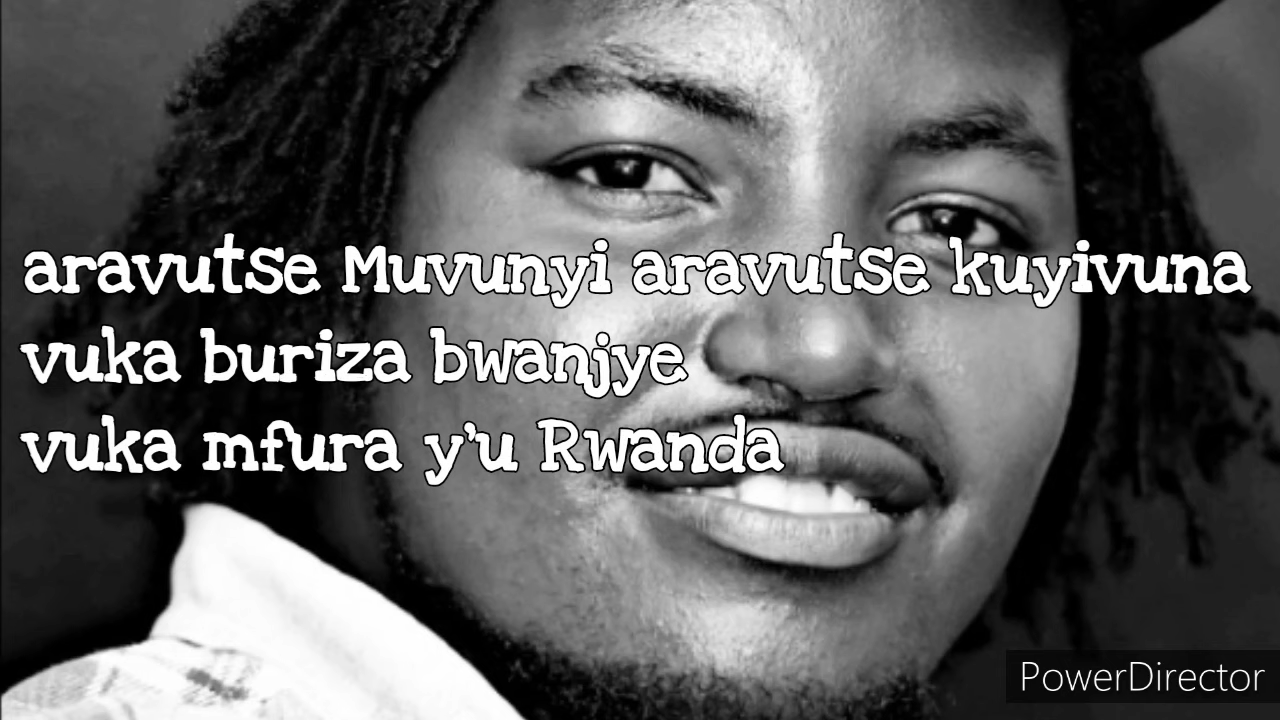 aravutse Muvunyi aravutse kuyivuna
vuka buriza bwanjye
vuka mfura y'u Rwanda
PowerDirector